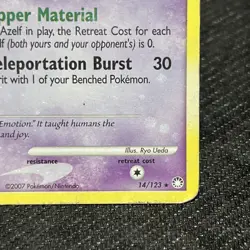 pper Material
Azelf in play, the Retreat Cost for each
lf (both yours and your opponent's) is 0.
eleportation Burst 30
rit with 1 of your Benched Pokémon.
Emotion." It taught humans the
and joy.
Illus. Ryo Ueda
resistance retreat cost
©2007 Pokémon/Nintendo 14/123 ★